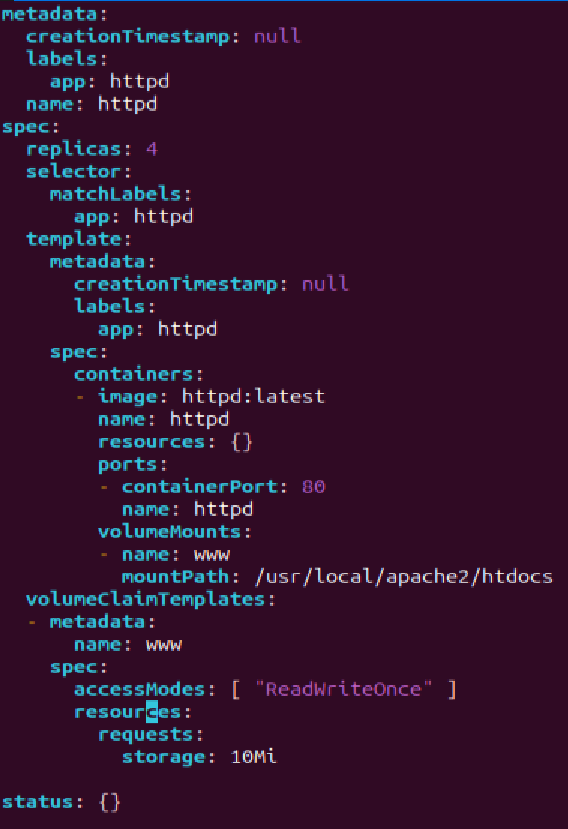 metadata:
  creationTimestamp: null
  labels:
    app: httpd
  name: httpd
spec:
  replicas: 4
  selector:
    matchLabels:
      app: httpd
  template:
    metadata:
      creationTimestamp: null
      labels:
        app: httpd
    spec:
      containers:
      - image: httpd:latest
        name: httpd
        resources: {}
        ports:
        - containerPort: 80
          name: httpd
        volumeMounts:
        - name: www
          mountPath: /usr/local/apache2/htdocs
  volumeClaimTemplates:
  - metadata:
      name: www
    spec:
      accessModes: [ "ReadWriteOnce" ]
      resources:
        requests:
          storage: 10Mi

status: {}